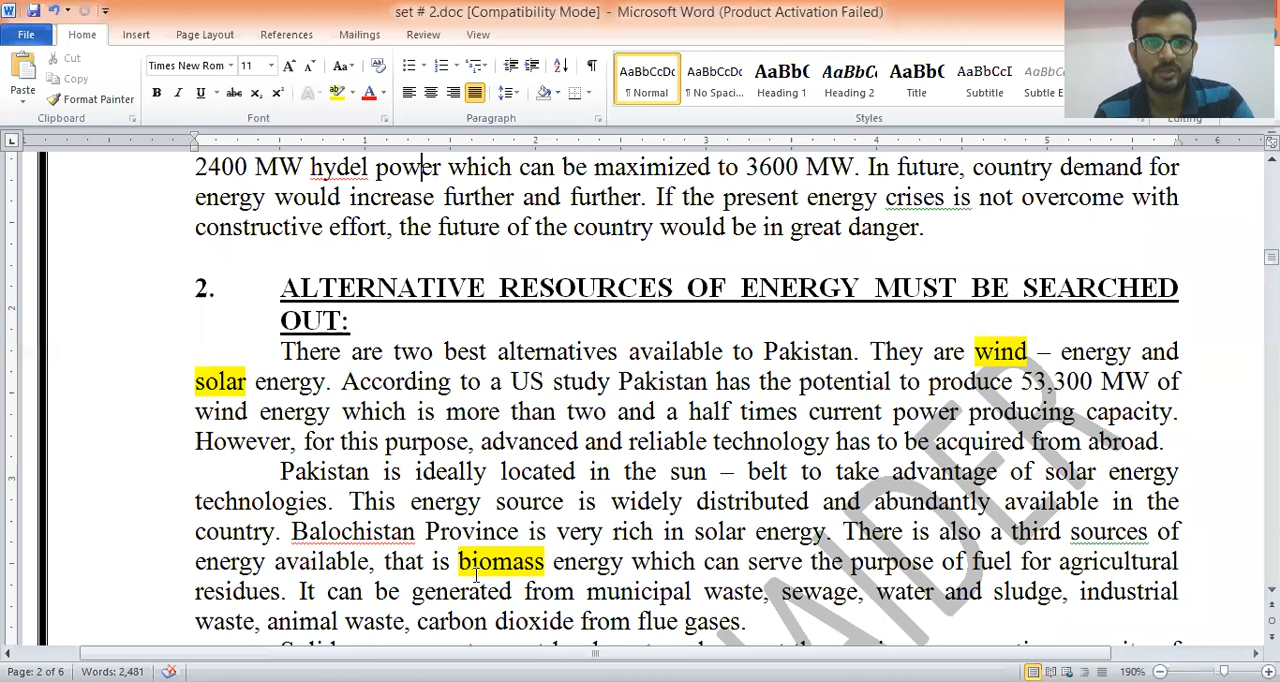 set # 2.doc [Compatibility Mode] - Microsoft Word (Product Activation Failed)
File Home Insert Page Layout References Mailings Review View
Cut
Copy
Format Painter
Paste
Times New Rom 11
Clipboard Font Paragraph Styles Editing
AaBbCcDc AaBbCcDc AaBbC AaBbC AaBbC AaBbCcD AaBbCcD
¶ Normal ¶ No Spaci... Heading 1 Heading 2 Title Subtitle Subtle E
1 2 3 4 5 6
2400 MW hydel power which can be maximized to 3600 MW. In future, country demand for
energy would increase further and further. If the present energy crises is not overcome with
constructive effort, the future of the country would be in great danger.
2. ALTERNATIVE RESOURCES OF ENERGY MUST BE SEARCHED
OUT:
There are two best alternatives available to Pakistan. They are wind – energy and
solar energy. According to a US study Pakistan has the potential to produce 53,300 MW of
wind energy which is more than two and a half times current power producing capacity.
However, for this purpose, advanced and reliable technology has to be acquired from abroad.
Pakistan is ideally located in the sun – belt to take advantage of solar energy
technologies. This energy source is widely distributed and abundantly available in the
country. Balochistan Province is very rich in solar energy. There is also a third sources of
energy available, that is biomass energy which can serve the purpose of fuel for agricultural
residues. It can be generated from municipal waste, sewage, water and sludge, industrial
waste, animal waste, carbon dioxide from flue gases.
HAIDER
Page: 2 of 6 Words: 2,481 190%